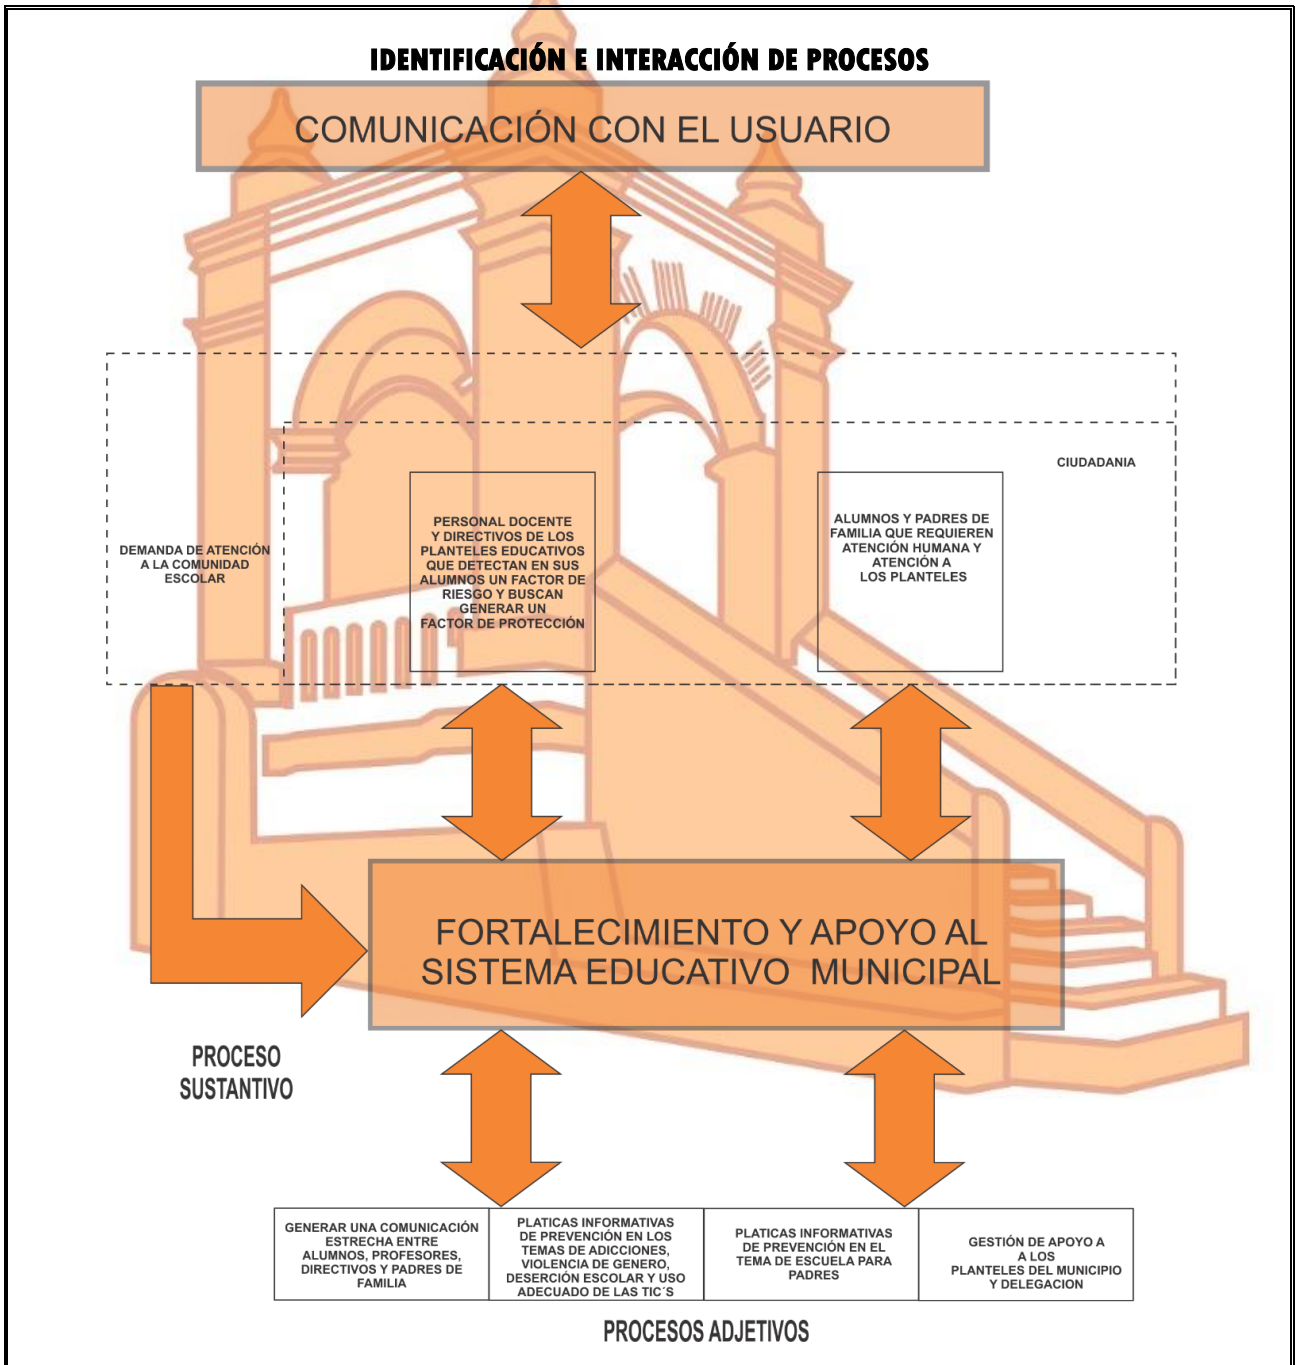 IDENTIFICACIÓN E INTERACCIÓN DE PROCESOS
COMUNICACIÓN CON EL USUARIO
CIUDADANIA
DEMANDA DE ATENCIÓN
A LA COMUNIDAD
ESCOLAR
PERSONAL DOCENTE
Y DIRECTIVOS DE LOS
PLANTELES EDUCATIVOS
QUE DETECTAN EN SUS
ALUMNOS UN FACTOR DE
RIESGO Y BUSCAN
GENERAR UN
FACTOR DE PROTECCIÓN
ALUMNOS Y PADRES DE
FAMILIA QUE REQUIEREN
ATENCIÓN HUMANA Y
ATENCIÓN A
LOS PLANTELES
FORTALECIMIENTO Y APOYO AL
SISTEMA EDUCATIVO MUNICIPAL
PROCESO
SUSTANTIVO
GENERAR UNA COMUNICACIÓN
ESTRECHA ENTRE
ALUMNOS, PROFESORES,
DIRECTIVOS Y PADRES DE
FAMILIA
PLATICAS INFORMATIVAS
DE PREVENCIÓN EN LOS
TEMAS DE ADICCIONES,
VIOLENCIA DE GENERO,
DESERCIÓN ESCOLAR Y USO
ADECUADO DE LAS TIC´S
PLATICAS INFORMATIVAS
DE PREVENCIÓN EN EL
TEMA DE ESCUELA PARA
PADRES
GESTIÓN DE APOYO A
A LOS
PLANTELES DEL MUNICIPIO
Y DELEGACION
PROCESOS ADJETIVOS